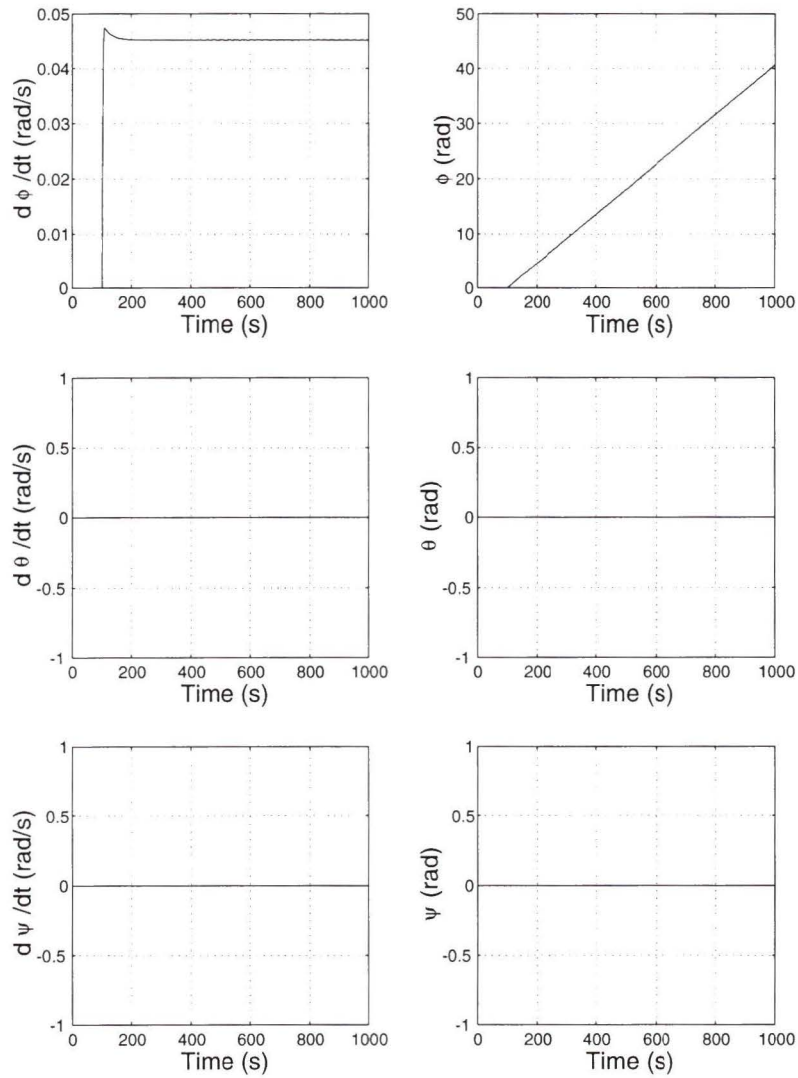 0.05
0.04
0.03
0.02
0.01
0
d ϕ /dt (rad/s)
0 200 400 600 800 1000
Time (s)
50
40
30
20
10
0
ϕ (rad)
0 200 400 600 800 1000
Time (s)
1
0.5
0
-0.5
-1
d θ /dt (rad/s)
0 200 400 600 800 1000
Time (s)
1
0.5
0
-0.5
-1
θ (rad)
0 200 400 600 800 1000
Time (s)
1
0.5
0
-0.5
-1
d ψ /dt (rad/s)
0 200 400 600 800 1000
Time (s)
1
0.5
0
-0.5
-1
ψ (rad)
0 200 400 600 800 1000
Time (s)